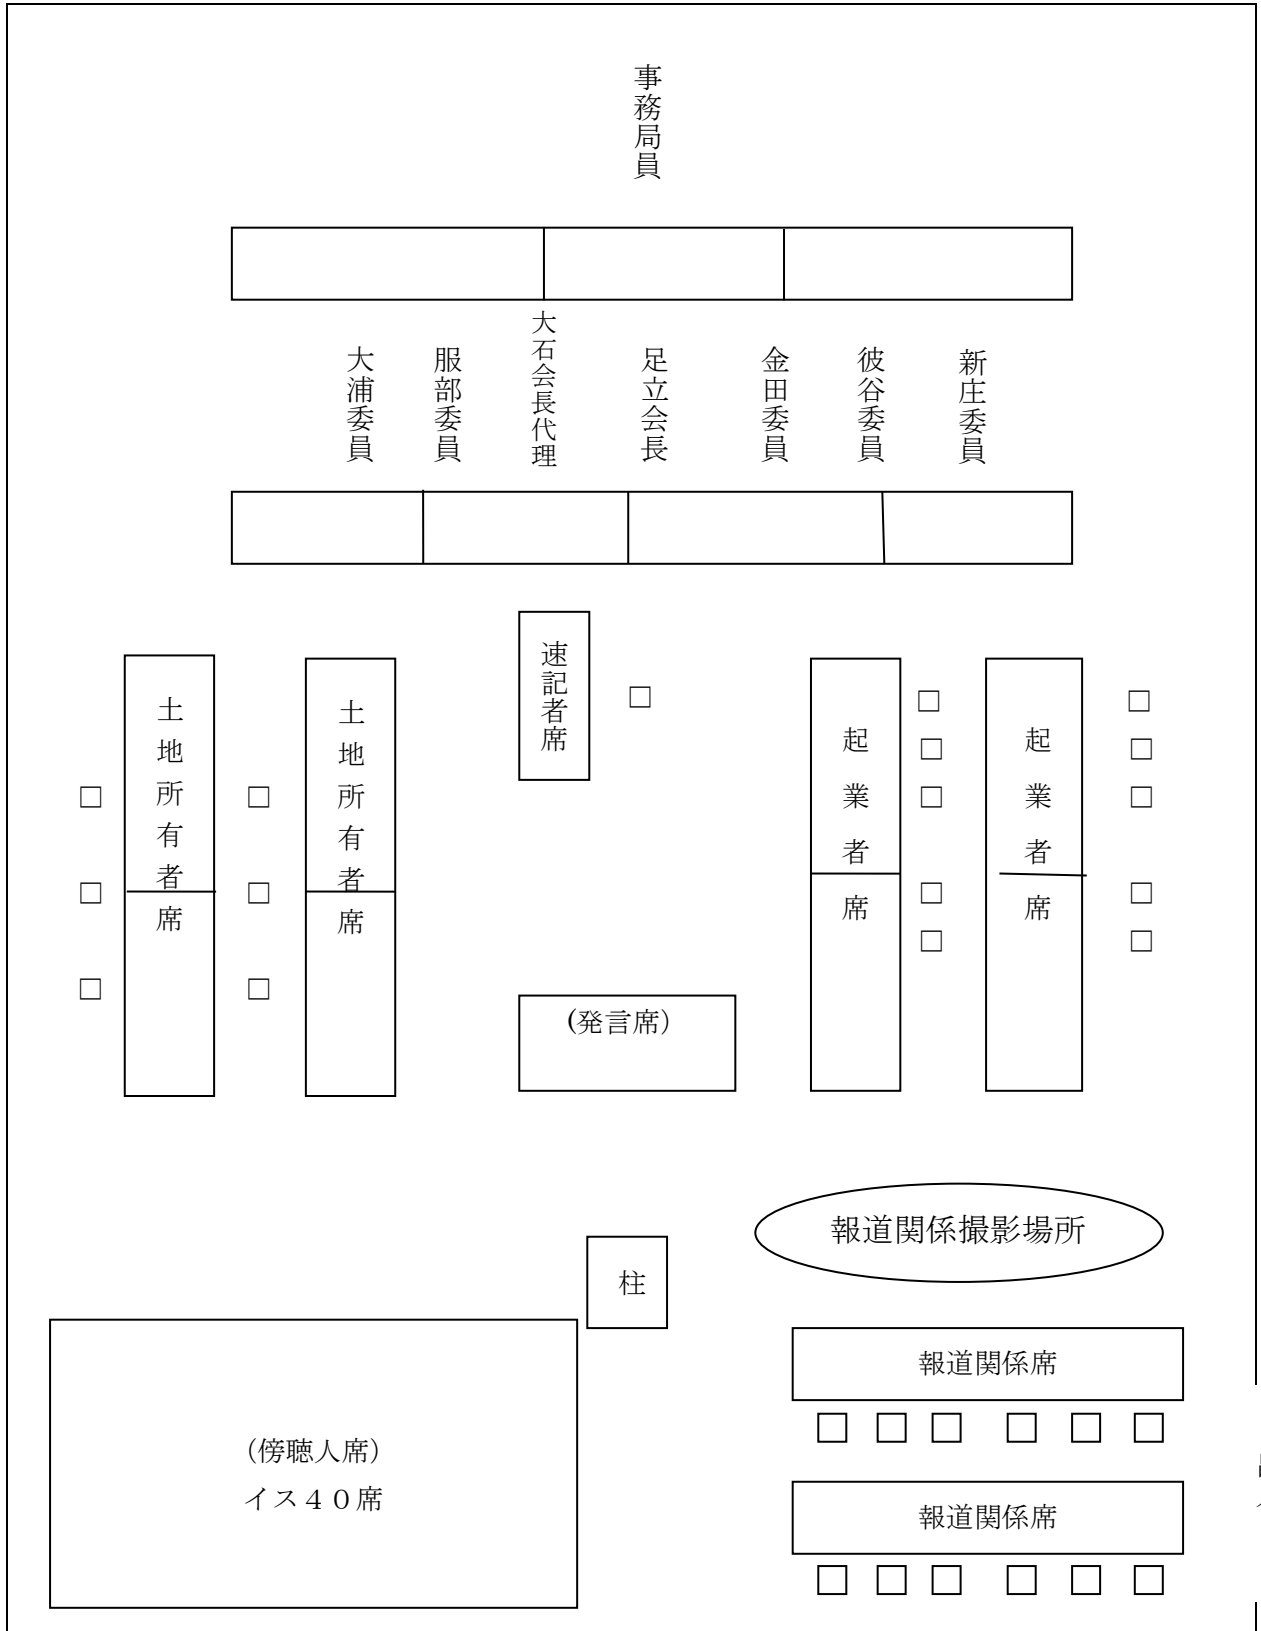 事務局員
大浦委員
服部委員
大石会長代理
足立会長
金田委員
彼谷委員
新庄委員
速記者席
土地所有者席
土地所有者席
起業者席
起業者席
(発言席）
報道関係撮影場所
柱
報道関係席
（傍聴人席）
イス４０席
報道関係席